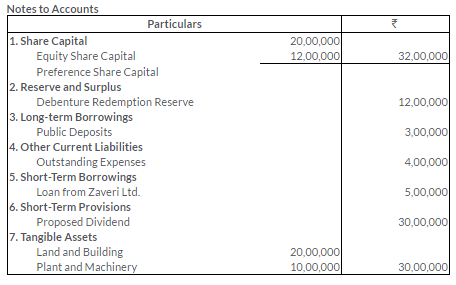 Notes to Accounts
Particulars ₹
1. Share Capital 20,00,000
Equity Share Capital 12,00,000 32,00,000
Preference Share Capital
2. Reserve and Surplus
Debenture Redemption Reserve 12,00,000
3. Long-term Borrowings
Public Deposits 3,00,000
4. Other Current Liabilities
Outstanding Expenses 4,00,000
5. Short-Term Borrowings
Loan from Zaveri Ltd. 5,00,000
6. Short-Term Provisions
Proposed Dividend 30,00,000
7. Tangible Assets
Land and Building 20,00,000
Plant and Machinery 10,00,000 30,00,000